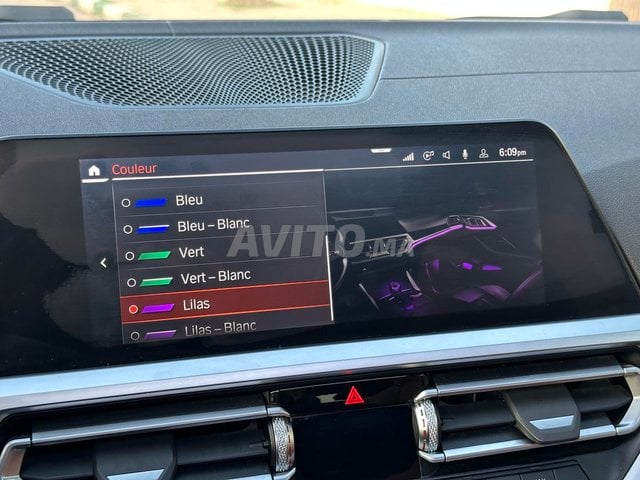 Couleur
6:09pm
Bleu
Bleu – Blanc
Vert
Vert – Blanc
Lilas
Lilas – Blanc
AVITO.MA